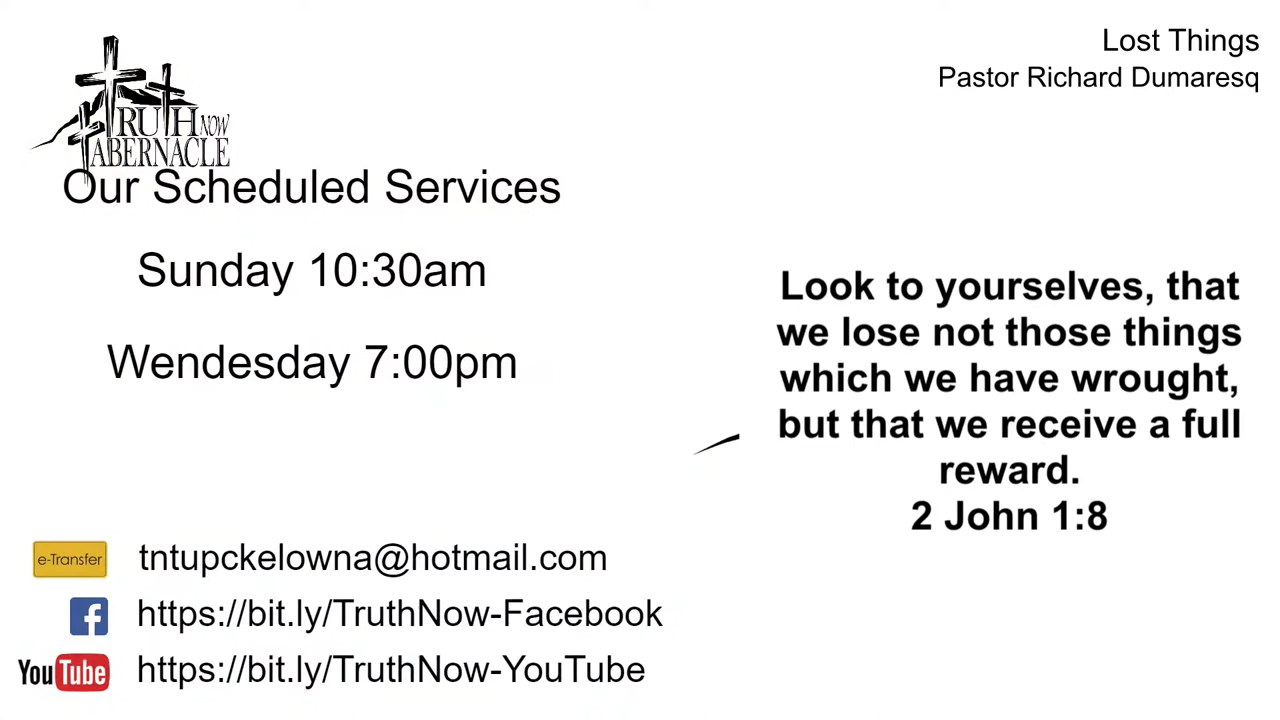 TRUTH NOW
TABERNACLE
Our Scheduled Services
Sunday 10:30am
Wendesday 7:00pm
e-Transfer tntupckelowna@hotmail.com
f https://bit.ly/TruthNow-Facebook
YouTube https://bit.ly/TruthNow-YouTube
Lost Things
Pastor Richard Dumaresq
Look to yourselves, that
we lose not those things
which we have wrought,
but that we receive a full
reward.
2 John 1:8